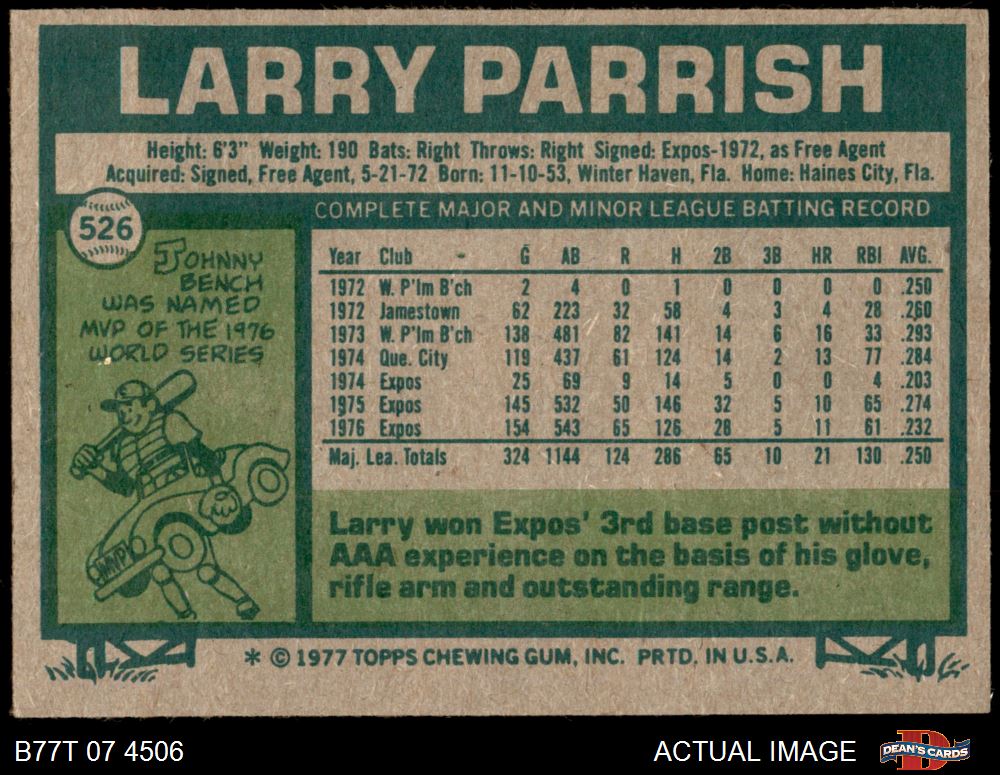 LARRY PARRISH
Height: 6'3" Weight: 190 Bats: Right Throws: Right Signed: Expos-1972, as Free Agent
Acquired: Signed, Free Agent, 5-21-72 Born: 11-10-53, Winter Haven, Fla. Home: Haines City, Fla.
526
JOHNNY
BENCH
WAS NAMED
MVP OF THE 1976
WORLD SERIES
MVP
COMPLETE MAJOR AND MINOR LEAGUE BATTING RECORD
Year Club G AB R H 2B 3B HR RBI AVG.
1972 W. P'lm B'ch 2 4 0 1 0 0 0 0 .250
1972 Jamestown 62 223 32 58 4 3 4 28 .260
1973 W. P'lm B'ch 138 481 82 141 14 6 16 33 .293
1974 Que. City 119 437 61 124 14 2 13 77 .284
1974 Expos 25 69 9 14 5 0 0 4 .203
1975 Expos 145 532 50 146 32 5 10 65 .274
1976 Expos 154 543 65 126 28 5 11 61 .232
Maj. Lea. Totals 324 1144 124 286 65 10 21 130 .250
Larry won Expos' 3rd base post without
AAA experience on the basis of his glove,
rifle arm and outstanding range.
* © 1977 TOPPS CHEWING GUM, INC. PRTD. IN U.S.A.
B77T 07 4506
ACTUAL IMAGE
D
DEAN'S CARDS